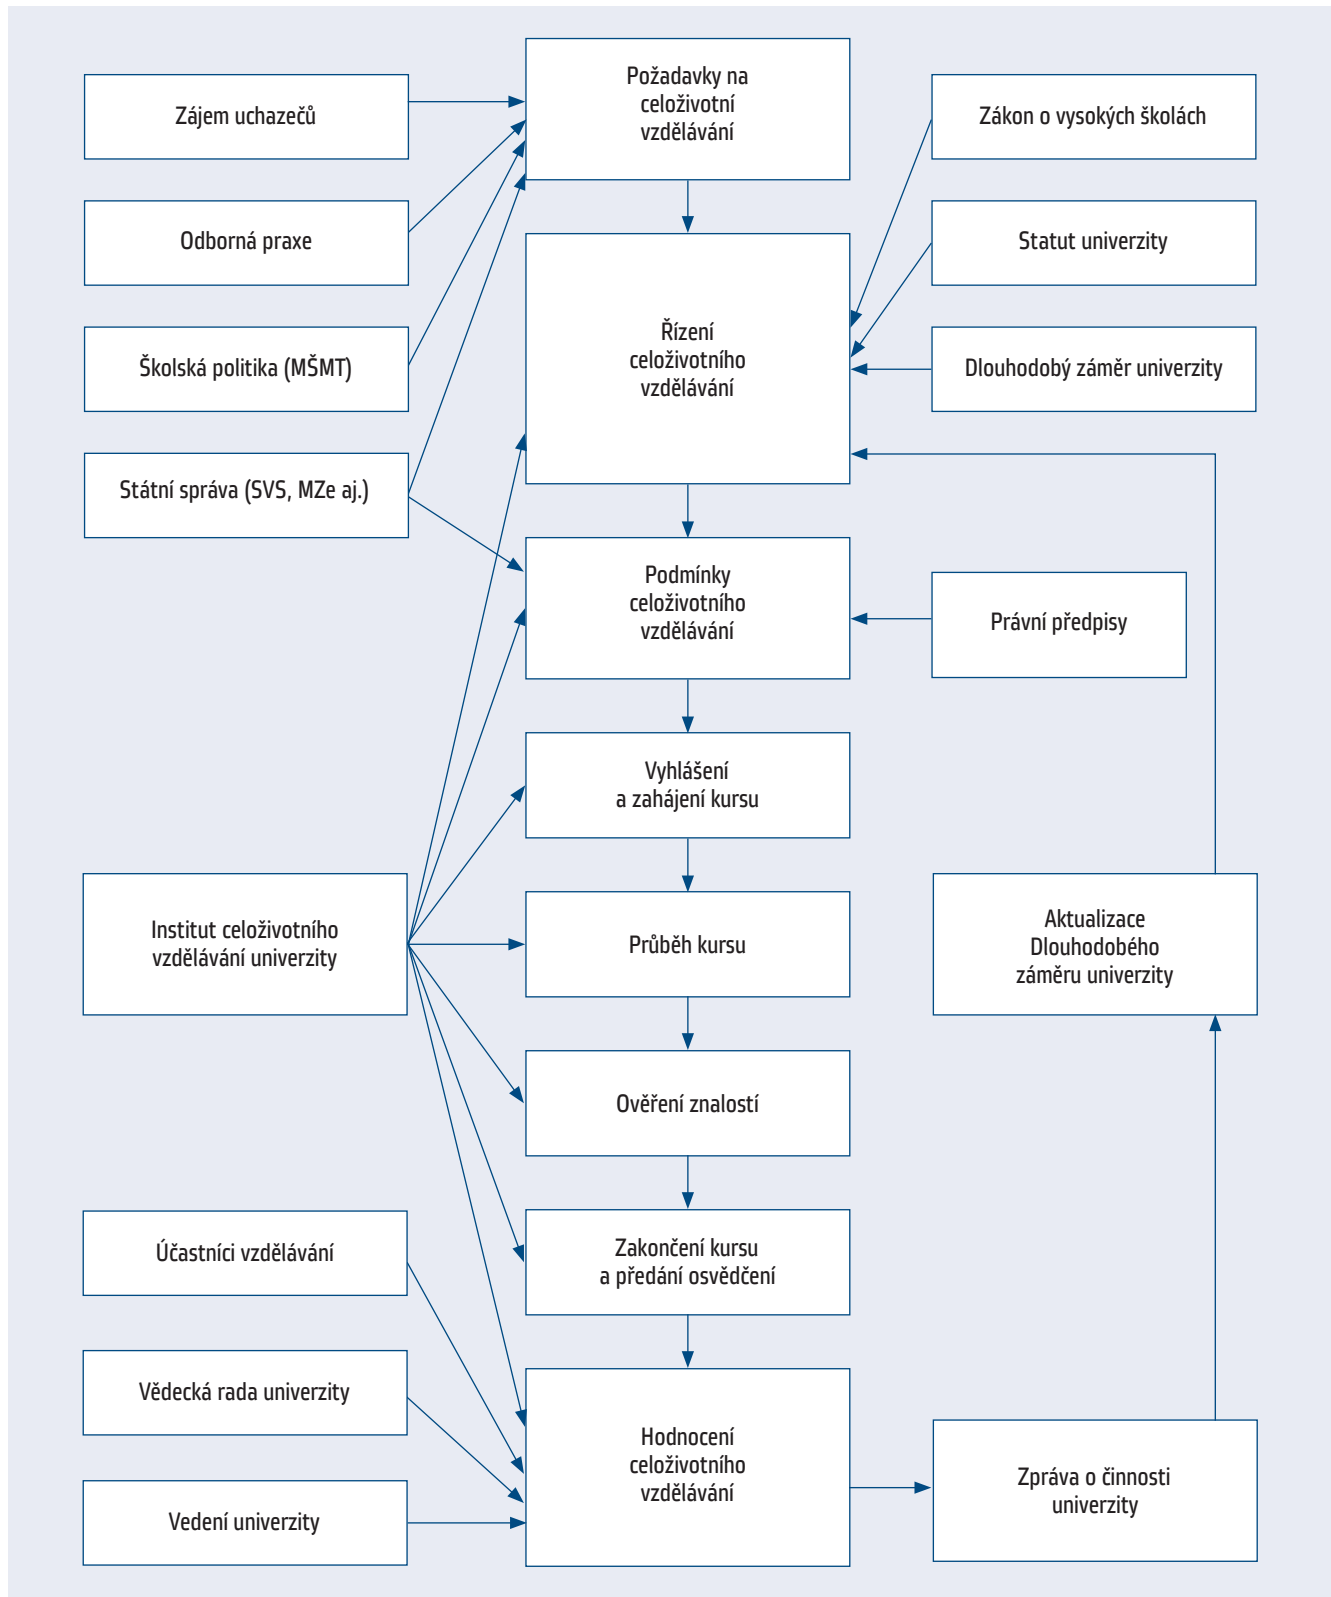 Požadavky na
celoživotní
vzdělávání
Zájem uchazečů
Zákon o vysokých školách
Odborná praxe
Statut univerzity
Řízení
celoživotního
vzdělávání
Školská politika (MŠMT)
Dlouhodobý záměr univerzity
Státní správa (SVS, MZe aj.)
Podmínky
celoživotního
vzdělávání
Právní předpisy
Vyhlášení
a zahájení kursu
Institut celoživotního
vzdělávání univerzity
Průběh kursu
Aktualizace
Dlouhodobého
záměru univerzity
Ověření znalostí
Účastníci vzdělávání
Zakončení kursu
a předání osvědčení
Vědecká rada univerzity
Hodnocení
celoživotního
vzdělávání
Zpráva o činnosti
univerzity
Vedení univerzity